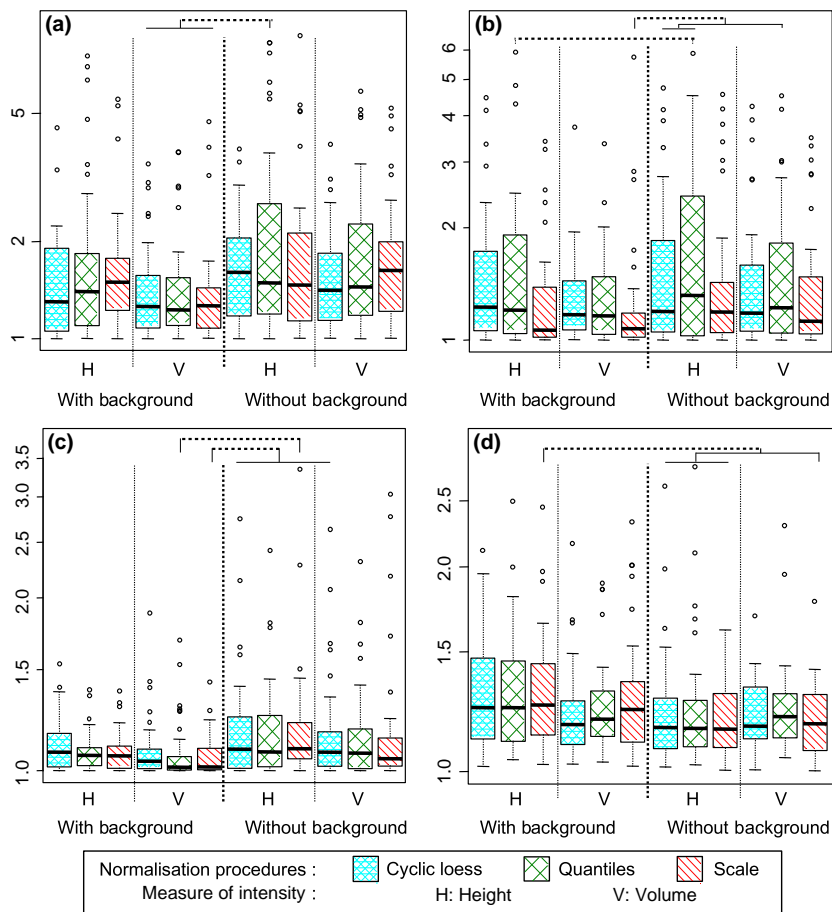 (a)
5
2
1
H V H V
With background Without background
(b)
6
5
4
3
2
1
H V H V
With background Without background
(c)
3.5
3.0
2.5
2.0
1.5
1.0
H V H V
With background Without background
(d)
2.5
2.0
1.5
1.0
H V H V
With background Without background
Normalisation procedures : Cyclic loess Quantiles Scale
Measure of intensity : H: Height V: Volume